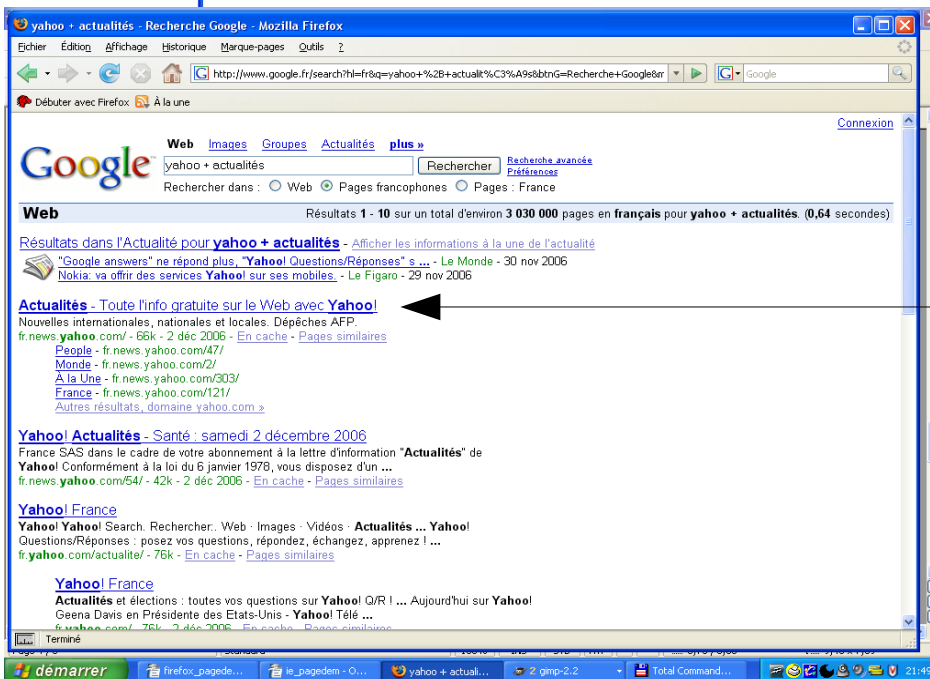 yahoo + actualités - Recherche Google - Mozilla Firefox
Fichier Édition Affichage Historique Marque-pages Outils ?
http://www.google.fr/search?hl=fr&q=yahoo+%2B+actualit%C3%A9s&btnG=Recherche+Google&m Google
Débuter avec Firefox À la une
Connexion
Web Images Groupes Actualités plus »
Google yahoo + actualités Rechercher Recherche avancée
Préférences
Rechercher dans : Web Pages francophones Pages : France
Web Résultats 1 - 10 sur un total d'environ 3 030 000 pages en français pour yahoo + actualités. (0,64 secondes)
Résultats dans l'Actualité pour yahoo + actualités - Afficher les informations à la une de l'actualité
"Google answers" ne répond plus, "Yahoo! Questions/Réponses" s ... - Le Monde - 30 nov 2006
Nokia: va offrir des services Yahoo! sur ses mobiles. - Le Figaro - 29 nov 2006
Actualités - Toute l'info gratuite sur le Web avec Yahoo!
Nouvelles internationales, nationales et locales. Dépêches AFP.
fr.news.yahoo.com/ - 66k - 2 déc 2006 - En cache - Pages similaires
People - fr.news.yahoo.com/47/
Monde - fr.news.yahoo.com/2/
À la Une - fr.news.yahoo.com/303/
France - fr.news.yahoo.com/121/
Autres résultats, domaine yahoo.com »
Yahoo! Actualités - Santé : samedi 2 décembre 2006
France SAS dans le cadre de votre abonnement à la lettre d'information "Actualités" de
Yahoo! Conformément à la loi du 6 janvier 1978, vous disposez d'un ...
fr.news.yahoo.com/54/ - 42k - 2 déc 2006 - En cache - Pages similaires
Yahoo! France
Yahoo! Yahoo! Search. Rechercher:. Web · Images · Vidéos · Actualités ... Yahoo!
Questions/Réponses : posez vos questions, répondez, échangez, apprenez ! ...
fr.yahoo.com/actualite/ - 76k - En cache - Pages similaires
Yahoo! France
Actualités et élections : toutes vos questions sur Yahoo! Q/R ! ... Aujourd'hui sur Yahoo!
Geena Davis en Présidente des Etats-Unis - Yahoo! Télé ...
fr.yahoo.com/ 76k 2 déc 2006 En cache Pages similaires
Terminé
démarrer firefox_pagede... ie_pagedem - O... yahoo + actuali... 2 gimp-2.2 Total Command... 21:49